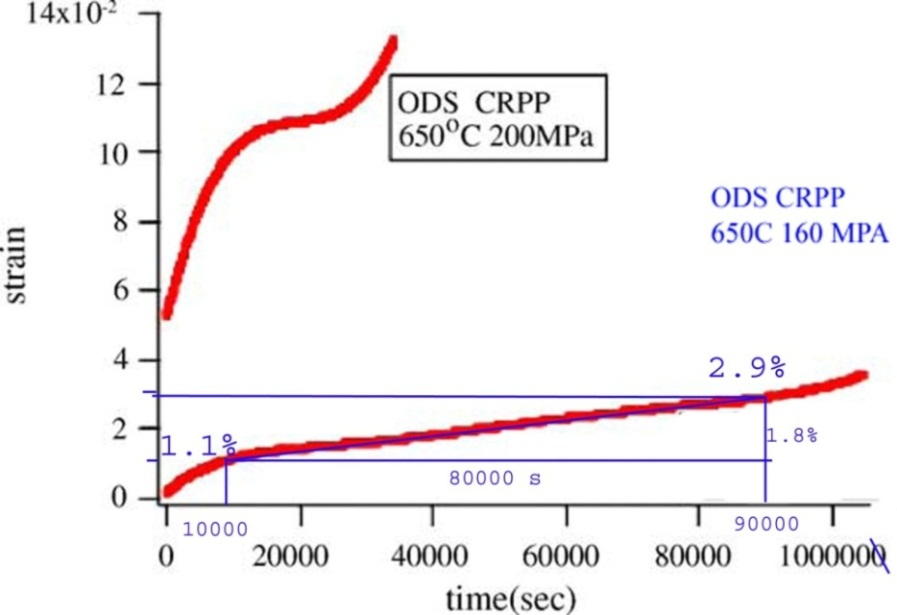 14x10-2
12
10
8
6
4
2
0
strain
ODS CRPP
650°C 200MPa
ODS CRPP
650C 160 MPA
2.9%
1.1%
1.8%
80000 s
10000
90000
0
20000
40000
60000
80000
1000000
time(sec)